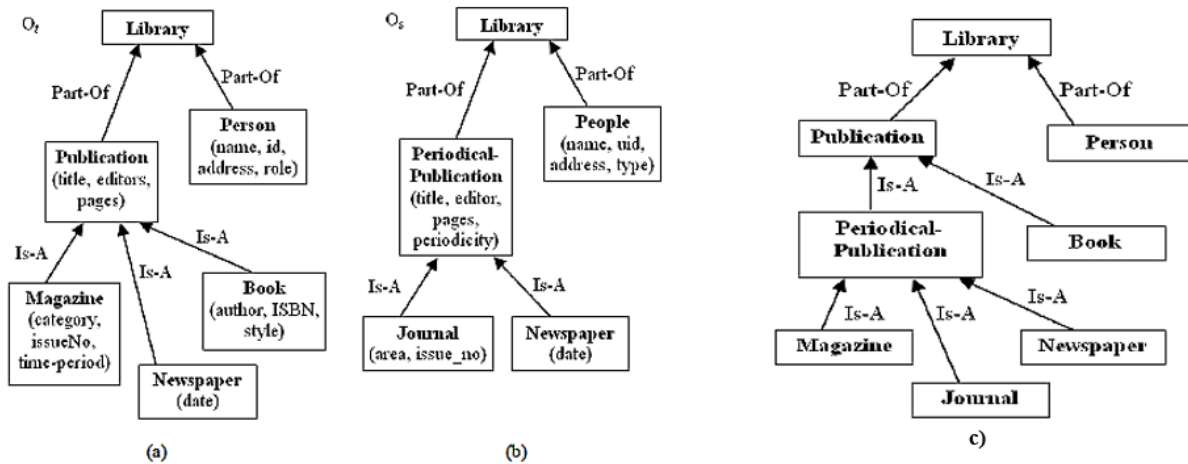 O_t
Library
Part-Of
Part-Of
Person
(name, id,
address, role)
Publication
(title, editors,
pages)
Is-A
Is-A
Is-A
Magazine
(category,
issueNo,
time-period)
Book
(author, ISBN,
style)
Newspaper
(date)
(a)
O_s
Library
Part-Of
Part-Of
People
(name, uid,
address, type)
Periodical-
Publication
(title, editor,
pages,
periodicity)
Is-A
Is-A
Journal
(area, issue_no)
Newspaper
(date)
(b)
Library
Part-Of
Part-Of
Publication
Person
Is-A
Is-A
Periodical-
Publication
Book
Is-A
Is-A
Is-A
Magazine
Newspaper
Journal
c)